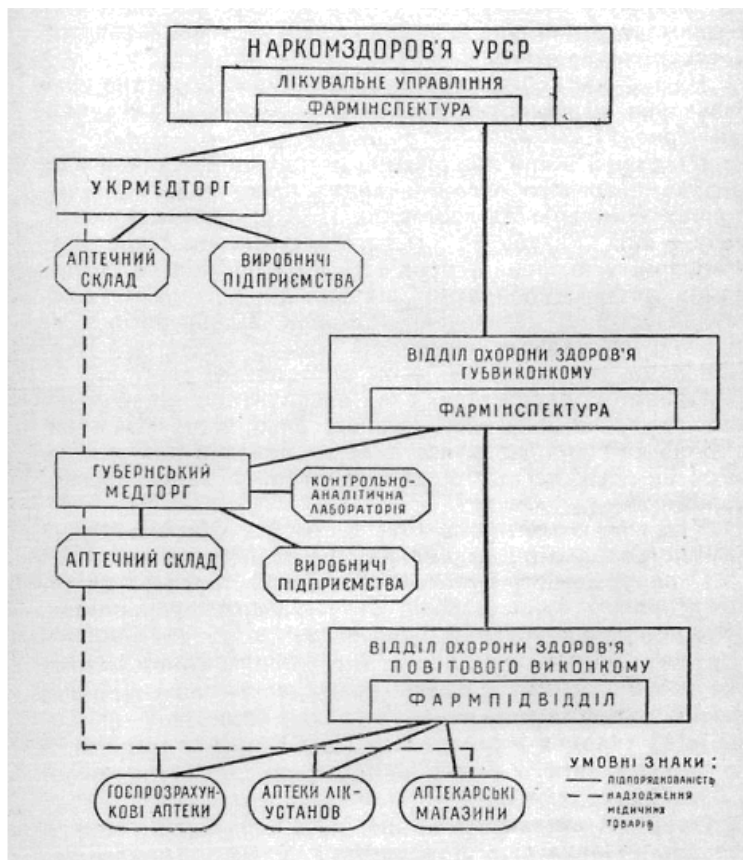 НАРКОМЗДОРОВ'Я УРСР
ЛІКУВАЛЬНЕ УПРАВЛІННЯ
ФАРМІНСПЕКТУРА
УКРМЕДТОРГ
АПТЕЧНИЙ
СКЛАД
ВИРОБНИЧІ
ПІДПРИЄМСТВА
ВІДДІЛ ОХОРОНИ ЗДОРОВ'Я
ГУБВИКОНКОМУ
ФАРМІНСПЕКТУРА
ГУБЕРНСЬКИЙ
МЕДТОРГ
КОНТРОЛЬНО-
АНАЛІТИЧНА
ЛАБОРАТОРІЯ
АПТЕЧНИЙ СКЛАД
ВИРОБНИЧІ
ПІДПРИЄМСТВА
ВІДДІЛ ОХОРОНИ ЗДОРОВ'Я
ПОВІТОВОГО ВИКОНКОМУ
ФАРМПІДВІДДІЛ
ГОСПРОЗРАХУН-
КОВІ АПТЕКИ
АПТЕКИ ЛІК-
УСТАНОВ
АПТЕКАРСЬКІ
МАГАЗИНИ
УМОВНІ ЗНАКИ:
ПІДПОРЯДКОВАНІСТЬ
НАДХОДЖЕННЯ
МЕДИЧНИХ
ТОВАРІВ